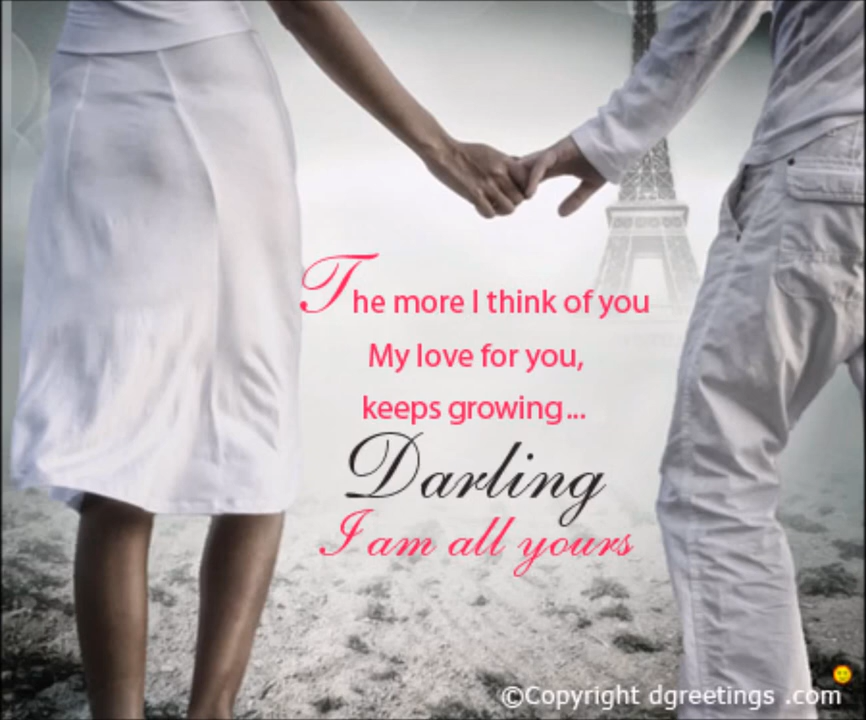 The more I think of you
My love for you,
keeps growing...
Darling
I am all yours
©Copyright dgreetings .com